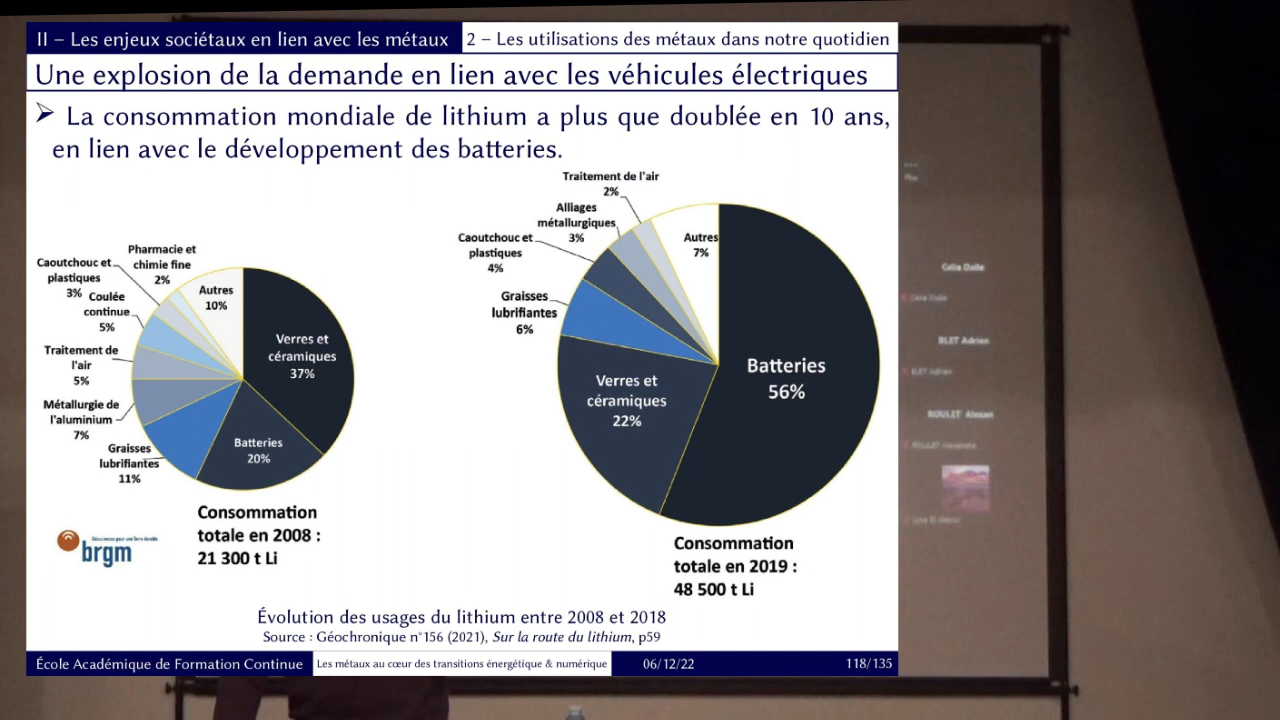 II – Les enjeux sociétaux en lien avec les métaux
2 – Les utilisations des métaux dans notre quotidien
Une explosion de la demande en lien avec les véhicules électriques
La consommation mondiale de lithium a plus que doublée en 10 ans,
en lien avec le développement des batteries.
Pharmacie et
chimie fine
2%
Caoutchouc et
plastiques
3%
Coulée
continue
5%
Traitement de
l'air
5%
Métallurgie de
l'aluminium
7%
Graisses
lubrifiantes
11%
Autres
10%
Verres et
céramiques
37%
Batteries
20%
Consommation
totale en 2008 :
21 300 t Li
Géosciences pour une Terre durable
brgm
Traitement de l'air
2%
Alliages
métallurgiques
3%
Caoutchouc et
plastiques
4%
Graisses
lubrifiantes
6%
Autres
7%
Verres et
céramiques
22%
Batteries
56%
Consommation
totale en 2019 :
48 500 t Li
Évolution des usages du lithium entre 2008 et 2018
Source : Géochronique n°156 (2021), Sur la route du lithium, p59
École Académique de Formation Continue
Les métaux au cœur des transitions énergétique & numérique
06/12/22
118/135
Celia Dalle
BLET Adrien
BLET Adrien